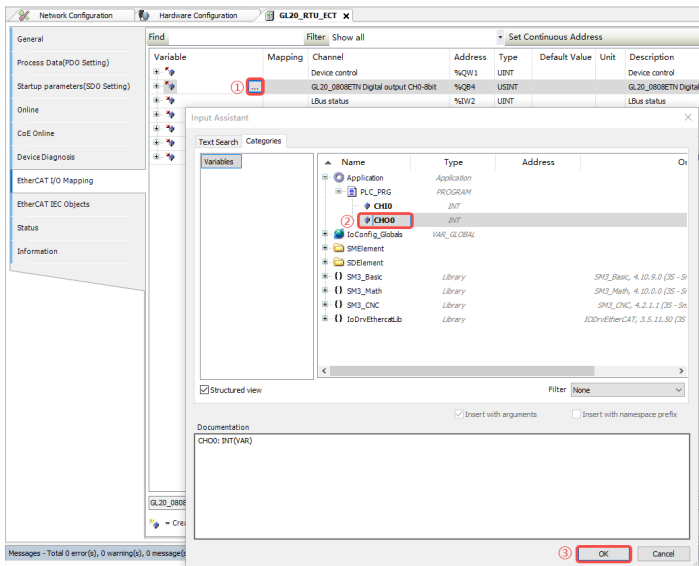 Network Configuration Hardware Configuration GL20_RTU_ECT x
General
Process Data(PDO Setting)
Startup parameters(SDO Setting)
Online
CoE Online
Device Diagnosis
EtherCAT I/O Mapping
EtherCAT IEC Objects
Status
Information
Find Filter Show all Set Continuous Address
Variable Mapping Channel Address Type Default Value Unit Description
Device control %QW1 UINT Device control
① ... GL20_0808ETN Digital output CH0-8bit %QB4 USINT GL20_0808ETN Digital
LBus status %IW2 UINT LBus status
Input Assistant
Text Search Categories
Variables
Name Type Address
Application Application
PLC_PRG PROGRAM
CHI0 INT
② CHO0 INT
IoConfig_Globals VAR_GLOBAL
SMElement
SDElement
SM3_Basic Library SM3_Basic, 4.10.9.0 (3S - 
SM3_Math Library SM3_Math, 4.10.0.0 (3S - 
SM3_CNC Library SM3_CNC, 4.2.1.1 (3S - 
IoDrvEthercatLib Library IODrvEtherCAT, 3.5.11.50 (3S
Structured view
Filter None
Insert with arguments Insert with namespace prefix
Documentation
CHO0: INT(VAR)
GL20_0808
= Crea
Messages - Total 0 error(s), 0 warning(s), 0 message(s
③ OK Cancel